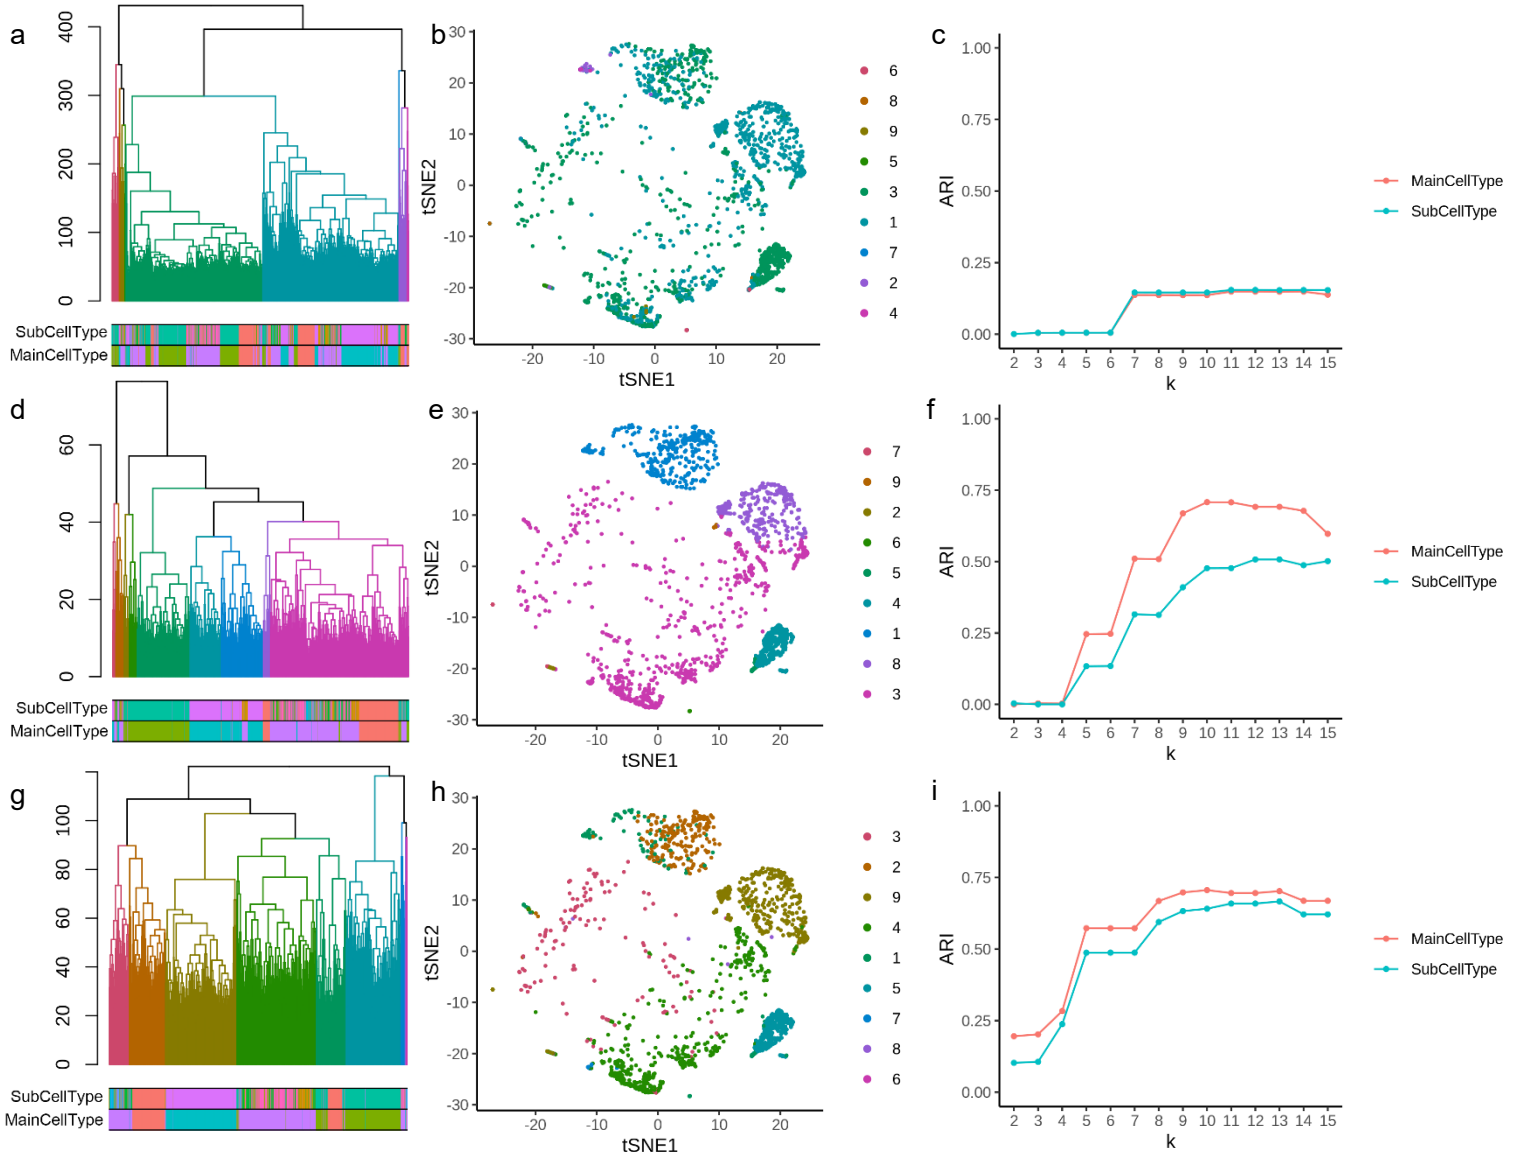 a
400
300
200
100
0
SubCellType
MainCellType
b
30
20
10
0
-10
-20
-30
tSNE2
-20 -10 0 10 20
tSNE1
6
8
9
5
3
1
7
2
4
c
1.00
0.75
0.50
0.25
0.00
ARI
2 3 4 5 6 7 8 9 10 11 12 13 14 15
k
MainCellType
SubCellType
d
60
40
20
0
SubCellType
MainCellType
e
30
20
10
0
-10
-20
-30
tSNE2
-20 -10 0 10 20
tSNE1
7
9
2
6
5
4
1
8
3
f
1.00
0.75
0.50
0.25
0.00
ARI
2 3 4 5 6 7 8 9 10 11 12 13 14 15
k
MainCellType
SubCellType
g
100
80
60
40
20
0
SubCellType
MainCellType
h
30
20
10
0
-10
-20
-30
tSNE2
-20 -10 0 10 20
tSNE1
3
2
9
4
1
5
7
8
6
i
1.00
0.75
0.50
0.25
0.00
ARI
2 3 4 5 6 7 8 9 10 11 12 13 14 15
k
MainCellType
SubCellType